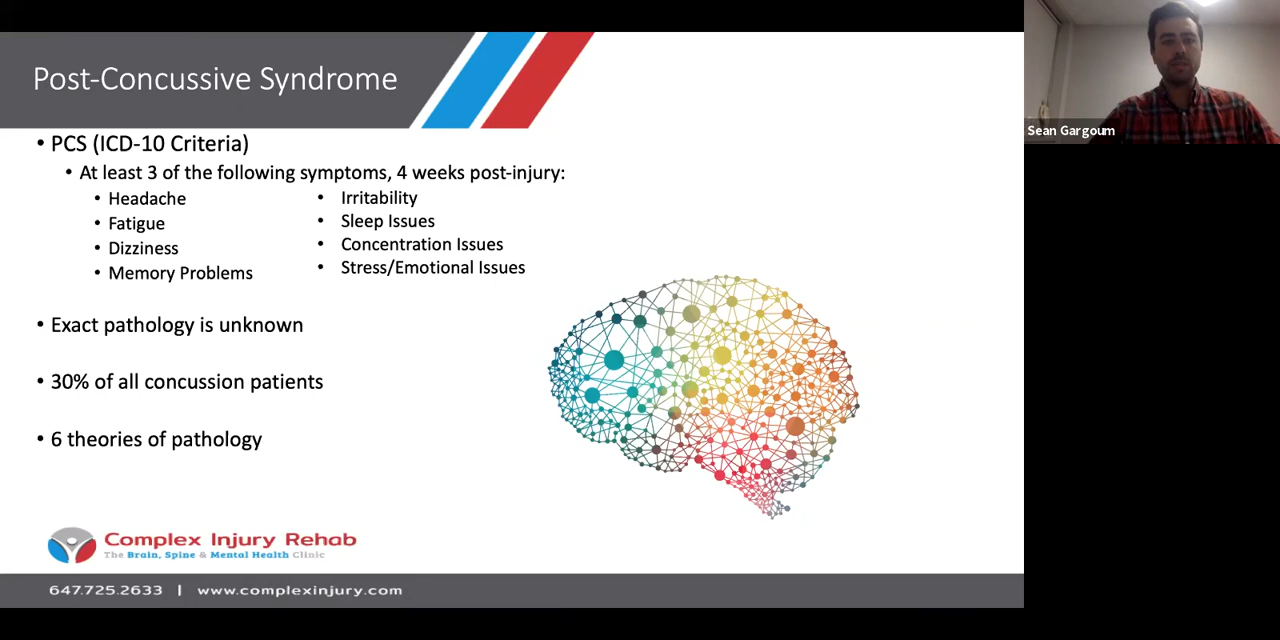 Post-Concussive Syndrome
• PCS (ICD-10 Criteria)
• At least 3 of the following symptoms, 4 weeks post-injury:
• Headache
• Fatigue
• Dizziness
• Memory Problems
• Irritability
• Sleep Issues
• Concentration Issues
• Stress/Emotional Issues
• Exact pathology is unknown
• 30% of all concussion patients
• 6 theories of pathology
Complex Injury Rehab
The Brain, Spine & Mental Health Clinic
647.725.2633 | www.complexinjury.com
Sean Gargoum